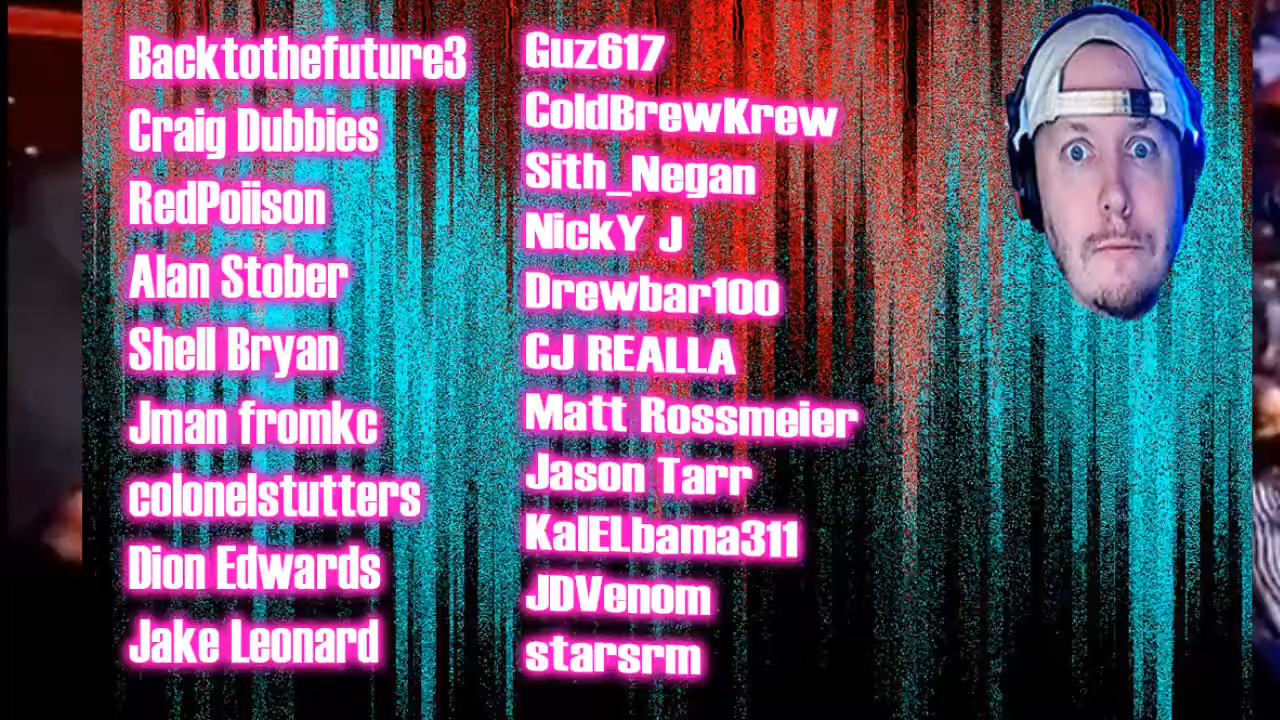 Backtothefuture3
Craig Dubbies
RedPoiison
Alan Stober
Shell Bryan
Jman fromkc
colonelstutters
Dion Edwards
Jake Leonard
Guz617
ColdBrewKrew
Sith_Negan
NickY J
Drewbar100
CJ REALLA
Matt Rossmeier
Jason Tarr
KalELbama311
JDVenom
starsrm